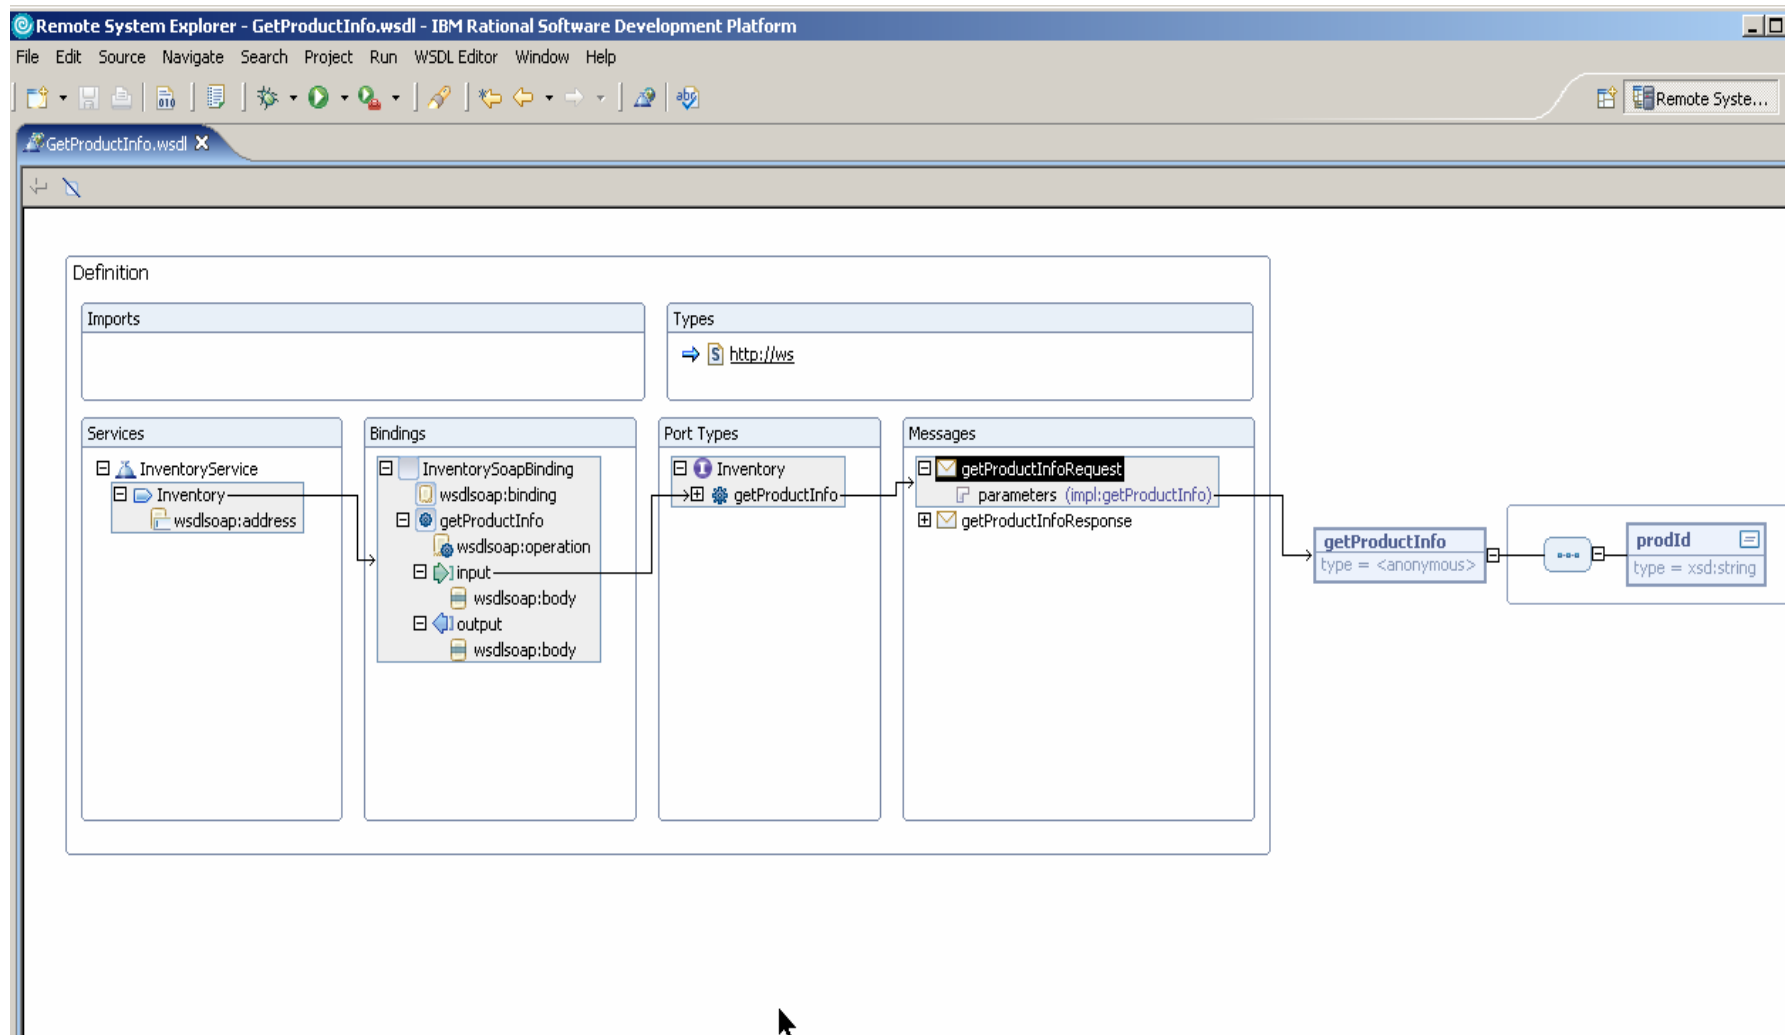 Remote System Explorer - GetProductInfo.wsdl - IBM Rational Software Development Platform
File Edit Source Navigate Search Project Run WSDL Editor Window Help
010
abc
Remote Syste...
GetProductInfo.wsdl
Definition
Imports
Types
S http://ws
Services
InventoryService
Inventory
wsdlsoap:address
Bindings
InventorySoapBinding
wsdlsoap:binding
getProductInfo
wsdlsoap:operation
input
wsdlsoap:body
output
wsdlsoap:body
Port Types
I Inventory
getProductInfo
Messages
getProductInfoRequest
parameters (impl:getProductInfo)
getProductInfoResponse
getProductInfo
type = <anonymous>
prodId
type = xsd:string